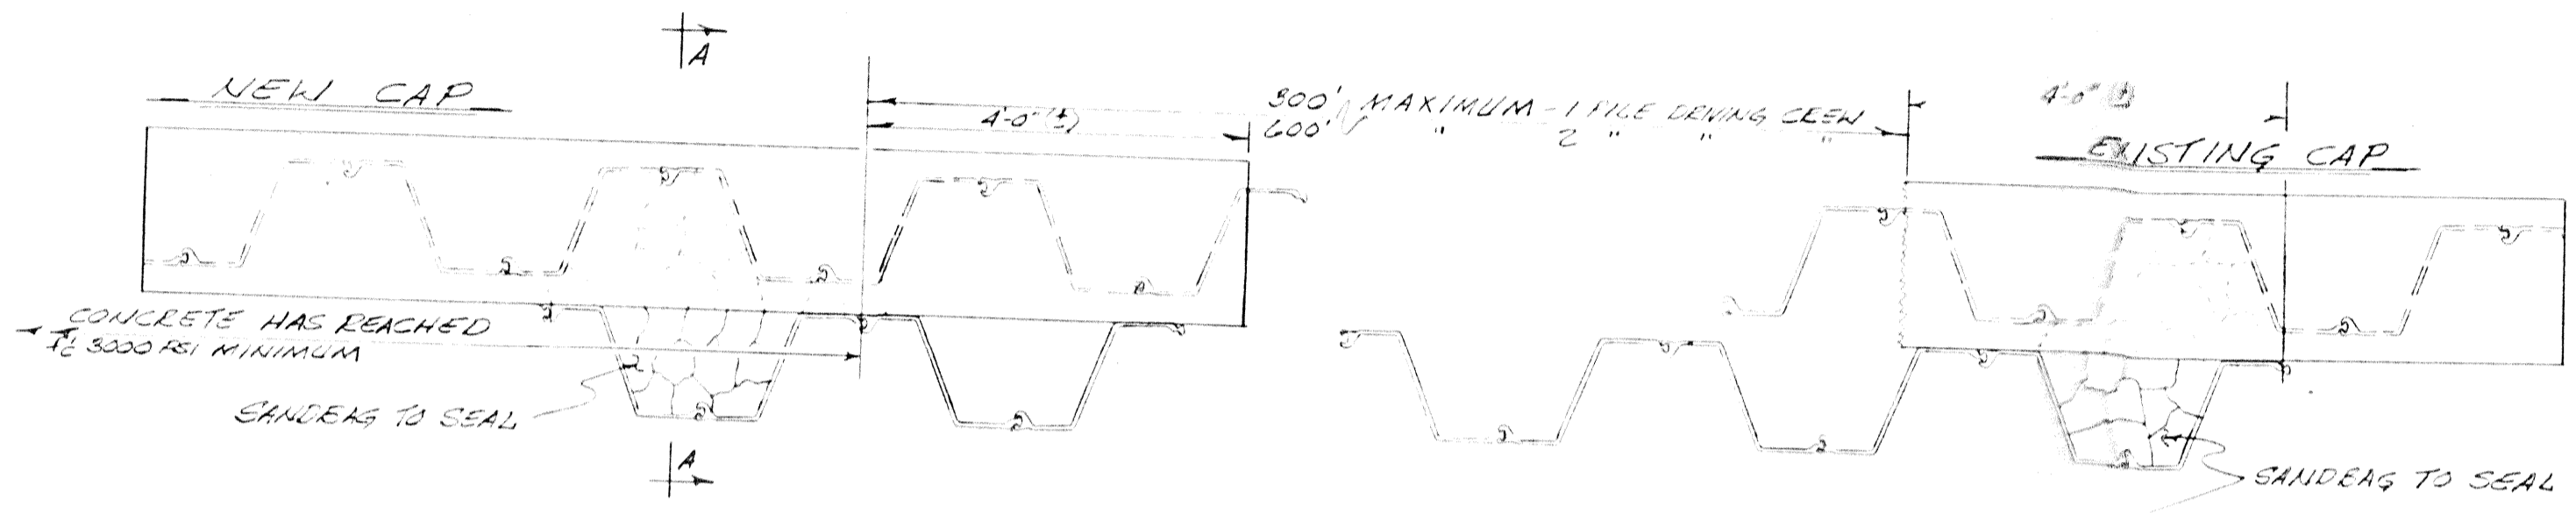 A
NEW CAP
4'-0" (±)
300' MAXIMUM - 1 PILE DRIVING CREW
600' " 2 " " "
4'-0" (±)
EXISTING CAP
CONCRETE HAS REACHED
f'c 3000 PSI MINIMUM
SANDBAG TO SEAL
A
SANDBAG TO SEAL